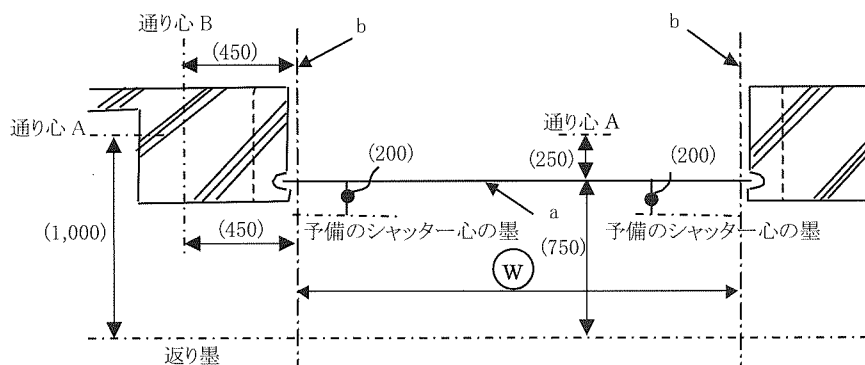 通り心 B
b
b
(450)
通り心 A
通り心 A
(200)
(250)
(200)
(1,000)
a
(450)
予備のシャッター心の墨
(750)
予備のシャッター心の墨
W
返り墨